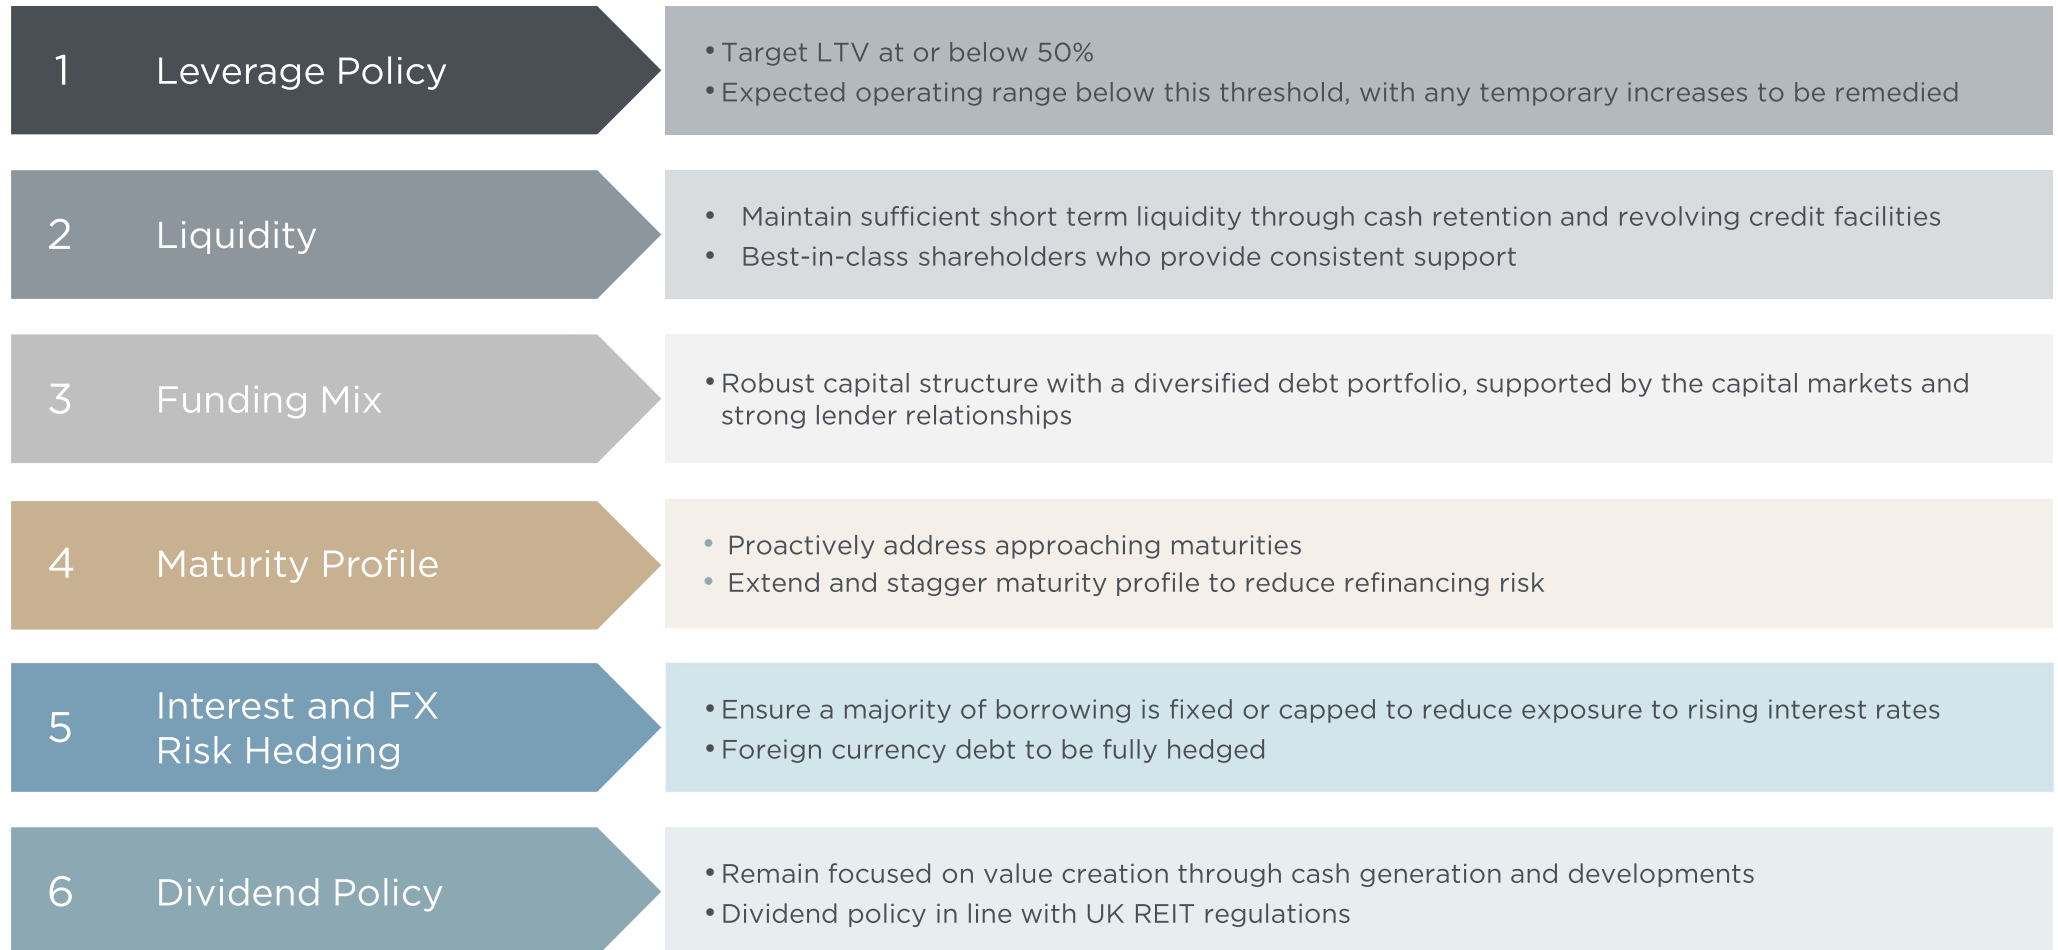 1
Leverage Policy
• Target LTV at or below 50%
• Expected operating range below this threshold, with any temporary increases to be remedied
2
Liquidity
• Maintain sufficient short term liquidity through cash retention and revolving credit facilities
• Best-in-class shareholders who provide consistent support
3
Funding Mix
• Robust capital structure with a diversified debt portfolio, supported by the capital markets and
strong lender relationships
4
Maturity Profile
• Proactively address approaching maturities
• Extend and stagger maturity profile to reduce refinancing risk
5
Interest and FX
Risk Hedging
• Ensure a majority of borrowing is fixed or capped to reduce exposure to rising interest rates
• Foreign currency debt to be fully hedged
6
Dividend Policy
• Remain focused on value creation through cash generation and developments
• Dividend policy in line with UK REIT regulations